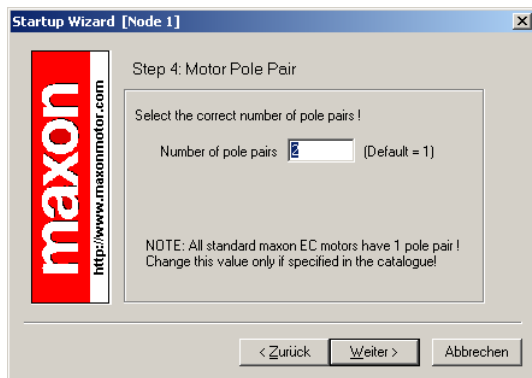 Startup Wizard [Node 1]
maxon
http://www.maxonmotor.com
Step 4: Motor Pole Pair
Select the correct number of pole pairs !
Number of pole pairs 2 (Default = 1)
NOTE: All standard maxon EC motors have 1 pole pair !
Change this value only if specified in the catalogue!
< Zurück
Weiter >
Abbrechen